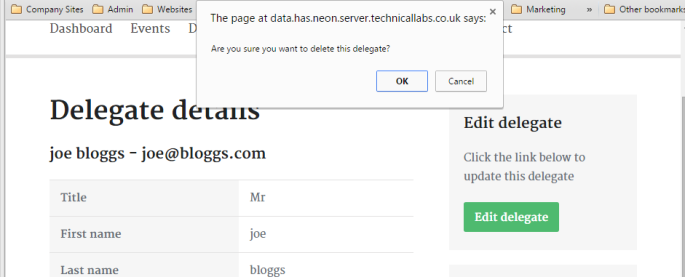 Company Sites Admin Websites Marketing » Other bookmarks
The page at data.has.neon.server.technicallabs.co.uk says: ×
Are you sure you want to delete this delegate?
OK Cancel
Dashboard Events
Delegate details
joe bloggs - joe@bloggs.com
Title Mr
First name joe
Last name bloggs
Edit delegate
Click the link below to
update this delegate
Edit delegate